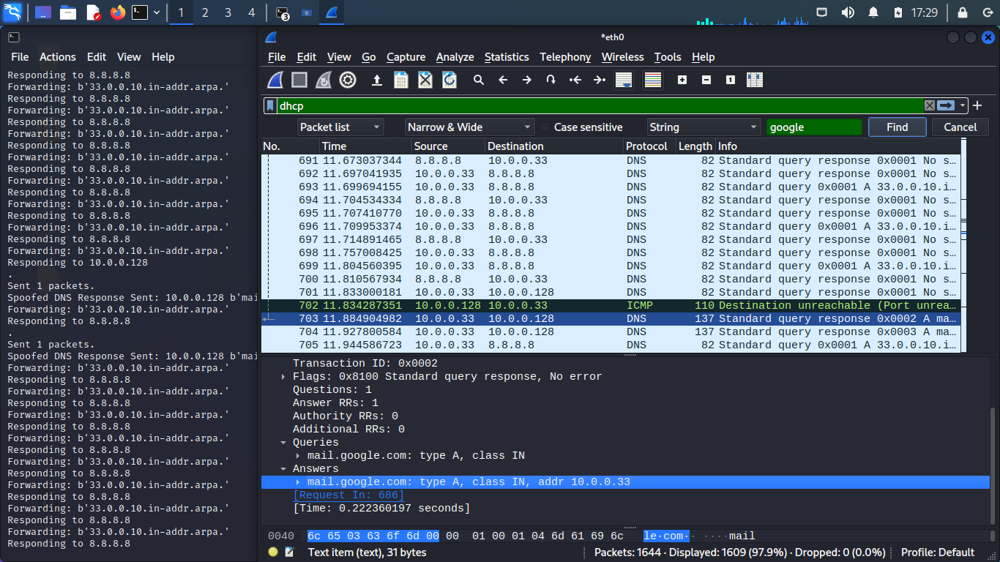 1 2 3 4 3 17:29
File Actions Edit View Help
Responding to 8.8.8.8
Forwarding: b'33.0.0.10.in-addr.arpa.'
Responding to 8.8.8.8
Forwarding: b'33.0.0.10.in-addr.arpa.'
Responding to 8.8.8.8
Forwarding: b'33.0.0.10.in-addr.arpa.'
Responding to 8.8.8.8
Forwarding: b'33.0.0.10.in-addr.arpa.'
Responding to 8.8.8.8
Forwarding: b'33.0.0.10.in-addr.arpa.'
Responding to 8.8.8.8
Forwarding: b'33.0.0.10.in-addr.arpa.'
Responding to 8.8.8.8
Forwarding: b'33.0.0.10.in-addr.arpa.'
Responding to 8.8.8.8
Forwarding: b'33.0.0.10.in-addr.arpa.'
Responding to 10.0.0.128
.
Sent 1 packets.
Spoofed DNS Response Sent: 10.0.0.128 b'mai
Forwarding: b'33.0.0.10.in-addr.arpa.'
Responding to 8.8.8.8
.
Sent 1 packets.
Spoofed DNS Response Sent: 10.0.0.128 b'mai
Forwarding: b'33.0.0.10.in-addr.arpa.'
Responding to 8.8.8.8
Forwarding: b'33.0.0.10.in-addr.arpa.'
Responding to 8.8.8.8
Forwarding: b'33.0.0.10.in-addr.arpa.'
Responding to 8.8.8.8
Forwarding: b'33.0.0.10.in-addr.arpa.'
Responding to 8.8.8.8
Forwarding: b'33.0.0.10.in-addr.arpa.'
Responding to 8.8.8.8
Forwarding: b'33.0.0.10.in-addr.arpa.'
Responding to 8.8.8.8
Forwarding: b'33.0.0.10.in-addr.arpa.'
Responding to 8.8.8.8
Forwarding: b'33.0.0.10.in-addr.arpa.'
Responding to 8.8.8.8
*eth0
File Edit View Go Capture Analyze Statistics Telephony Wireless Tools Help
dhcp
Packet list Narrow & Wide Case sensitive String google Find Cancel
No. Time Source Destination Protocol Length Info
691 11.673037344 8.8.8.8 10.0.0.33 DNS 82 Standard query response 0x0001 No s…
692 11.697041935 10.0.0.33 8.8.8.8 DNS 82 Standard query response 0x0001 No s…
693 11.699694155 10.0.0.33 8.8.8.8 DNS 82 Standard query 0x0001 A 33.0.0.10.i…
694 11.704534334 8.8.8.8 10.0.0.33 DNS 82 Standard query response 0x0001 No s…
695 11.707410770 10.0.0.33 8.8.8.8 DNS 82 Standard query response 0x0001 No s…
696 11.709953374 10.0.0.33 8.8.8.8 DNS 82 Standard query 0x0001 A 33.0.0.10.i…
697 11.714891465 8.8.8.8 10.0.0.33 DNS 82 Standard query response 0x0001 No s…
698 11.757008425 10.0.0.33 8.8.8.8 DNS 82 Standard query response 0x0001 No s…
699 11.804560395 10.0.0.33 8.8.8.8 DNS 82 Standard query 0x0001 A 33.0.0.10.i…
700 11.810567934 8.8.8.8 10.0.0.33 DNS 82 Standard query response 0x0001 No s…
701 11.833000181 10.0.0.33 10.0.0.128 DNS 82 Standard query response 0x0001 No s…
702 11.834287351 10.0.0.128 10.0.0.33 ICMP 110 Destination unreachable (Port unrea…
703 11.884904982 10.0.0.33 10.0.0.128 DNS 137 Standard query response 0x0002 A ma…
704 11.927800584 10.0.0.33 10.0.0.128 DNS 137 Standard query response 0x0003 A ma…
705 11.944586723 10.0.0.33 8.8.8.8 DNS 82 Standard query 0x0001 A 33.0.0.10.i…
Transaction ID: 0x0002
Flags: 0x8100 Standard query response, No error
Questions: 1
Answer RRs: 1
Authority RRs: 0
Additional RRs: 0
Queries
mail.google.com: type A, class IN
Answers
mail.google.com: type A, class IN, addr 10.0.0.33
[Request In: 686]
[Time: 0.222360197 seconds]
0040 6c 65 03 63 6f 6d 00 00 01 00 01 04 6d 61 69 6c le·com·· ····mail
Text item (text), 31 bytes Packets: 1644 · Displayed: 1609 (97.9%) · Dropped: 0 (0.0%) Profile: Default